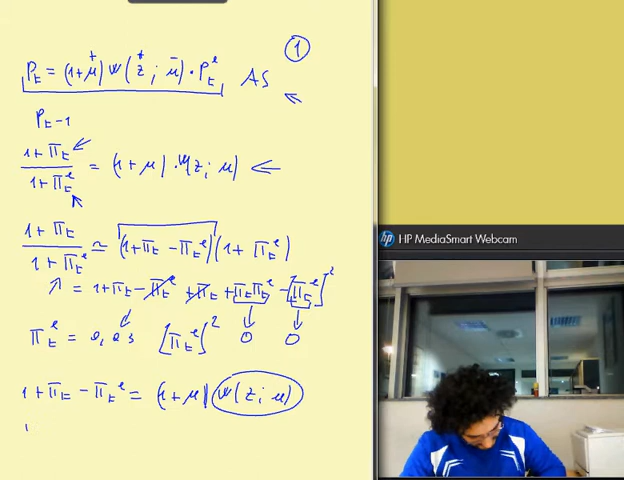 1
P_t = (1+μ⁺) W(z⁺; u⁻) · P_t^e AS
P_t-1
(1+π_t)/(1+π_t^e) = (1+μ) · W(z; u)
(1+π_t)/(1+π_t^e) ≃ (1+π_t - π_t^e)(1+π_t^e)
= 1+π_t - π_t^e + π_t^e + π_t π_t^e - [π_t^e]²
π_t^e = 0,03 [π_t^e]² 0 0
1+π_t - π_t^e = (1+μ) W(z; u)
hp HP MediaSmart Webcam